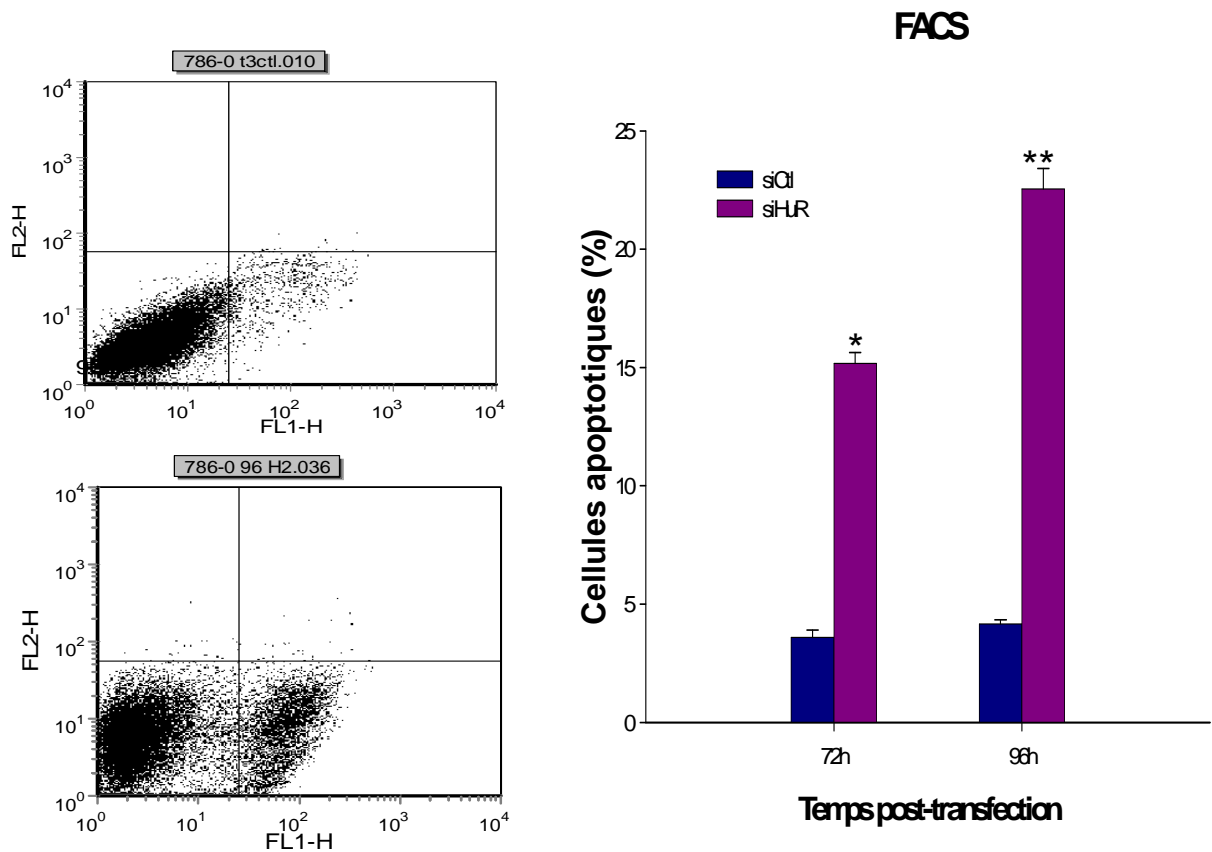 FACS
786-0 t3ctl.010
10^4
10^3
10^2
10^1
10^0
FL2-H
10^0 10^1 10^2 10^3 10^4
FL1-H
786-0 96 H2.036
10^4
10^3
10^2
10^1
10^0
FL2-H
10^0 10^1 10^2 10^3 10^4
FL1-H
25
20
15
10
5
0
Cellules apoptotiques (%)
siCtl
siHuR
*
**
72h 96h
Temps post-transfection